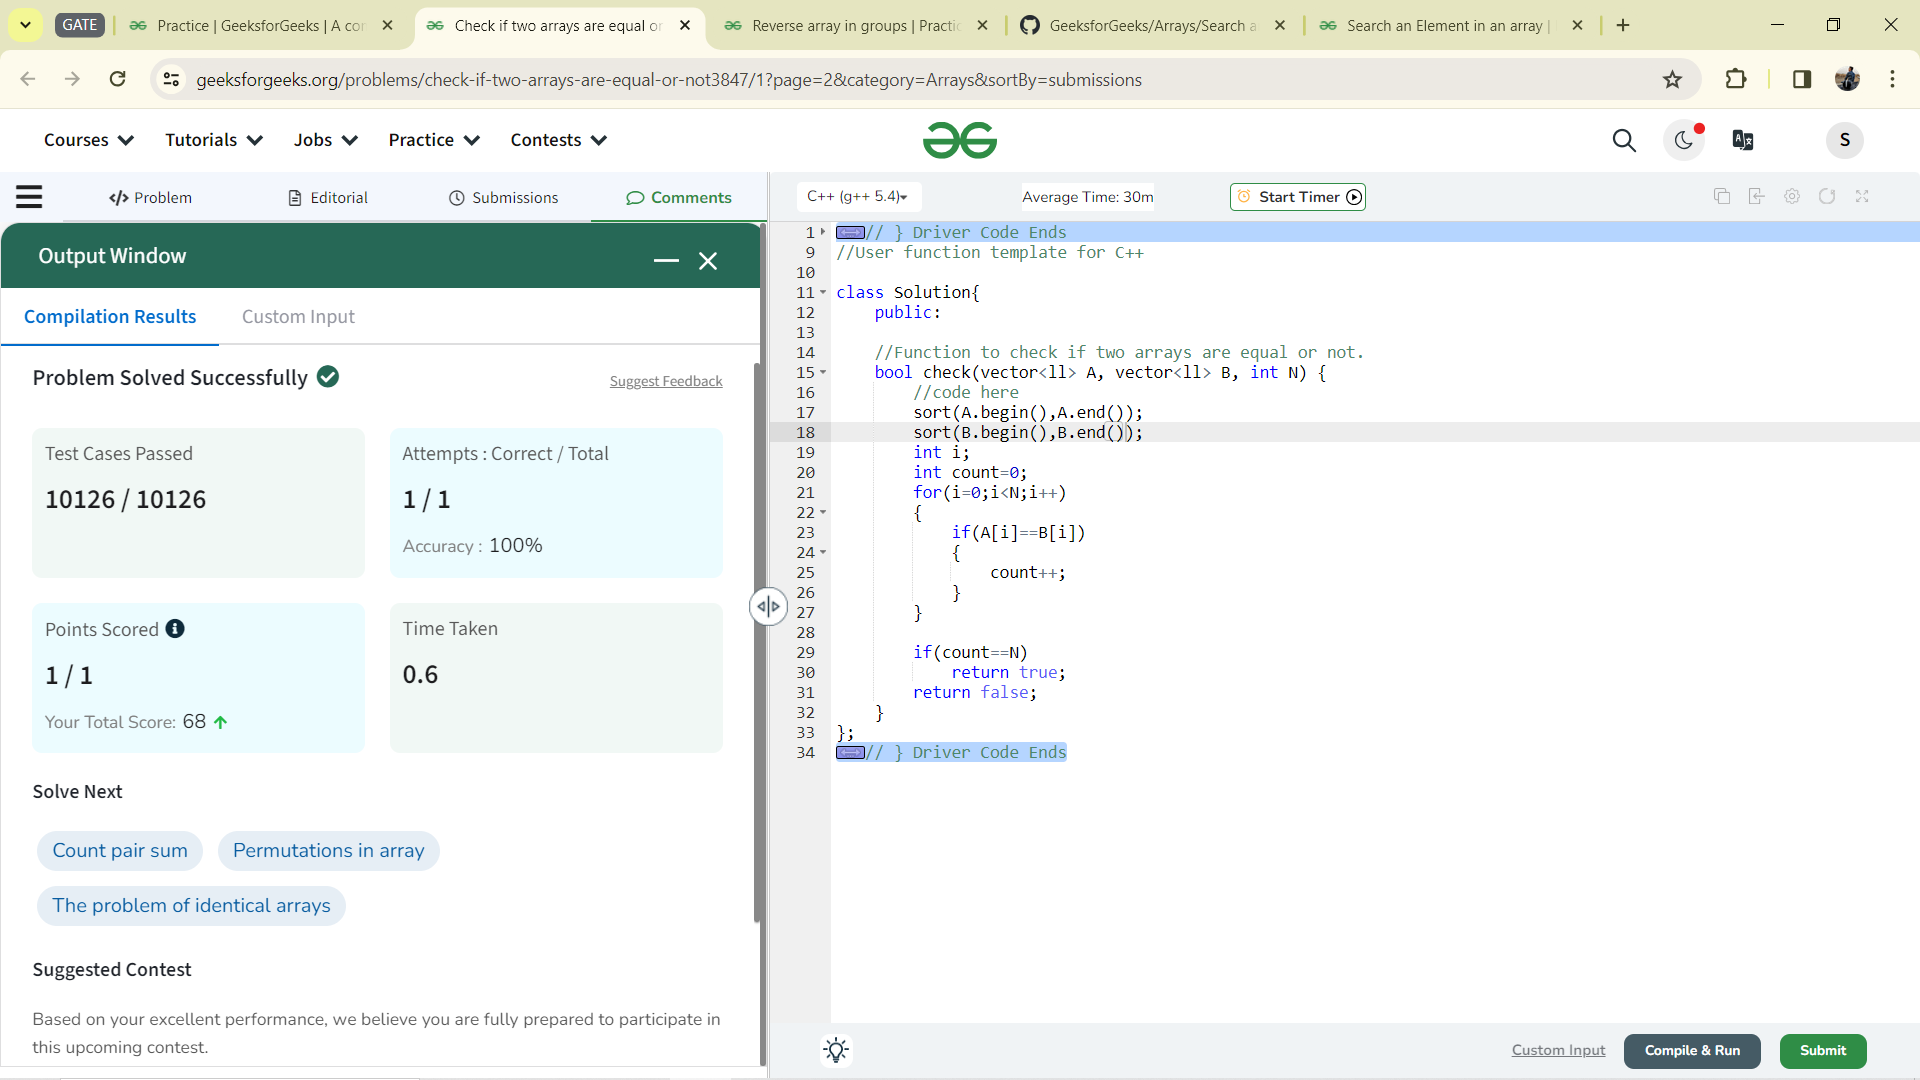 GATE
Practice | GeeksforGeeks | A cor
Check if two arrays are equal or
Reverse array in groups | Practic
GeeksforGeeks/Arrays/Search a
Search an Element in an array |
geeksforgeeks.org/problems/check-if-two-arrays-are-equal-or-not3847/1?page=2&category=Arrays&sortBy=submissions
Courses
Tutorials
Jobs
Practice
Contests
S
</> Problem
Editorial
Submissions
Comments
C++ (g++ 5.4)
Average Time: 30m
Start Timer
Output Window
Compilation Results
Custom Input
Problem Solved Successfully
Suggest Feedback
Test Cases Passed
10126 / 10126
Attempts : Correct / Total
1 / 1
Accuracy : 100%
Points Scored
1 / 1
Your Total Score: 68
Time Taken
0.6
Solve Next
Count pair sum
Permutations in array
The problem of identical arrays
Suggested Contest
Based on your excellent performance, we believe you are fully prepared to participate in
this upcoming contest.
1 // } Driver Code Ends
9 //User function template for C++
10
11 class Solution{
12     public:
13
14     //Function to check if two arrays are equal or not.
15     bool check(vector<ll> A, vector<ll> B, int N) {
16         //code here
17         sort(A.begin(),A.end());
18         sort(B.begin(),B.end());
19         int i;
20         int count=0;
21         for(i=0;i<N;i++)
22         {
23             if(A[i]==B[i])
24             {
25                 count++;
26             }
27         }
28
29         if(count==N)
30             return true;
31         return false;
32     }
33 };
34 // } Driver Code Ends
Custom Input
Compile & Run
Submit